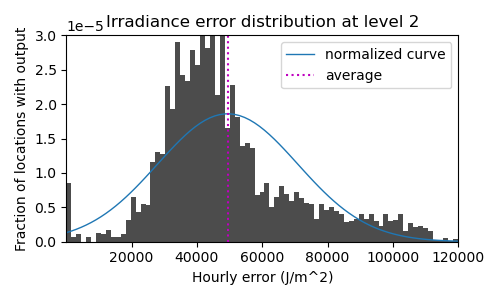 Irradiance error distribution at level 2
1e−5
normalized curve
average
Fraction of locations with output
3.0
2.5
2.0
1.5
1.0
0.5
0.0
20000 40000 60000 80000 100000 120000
Hourly error (J/m^2)